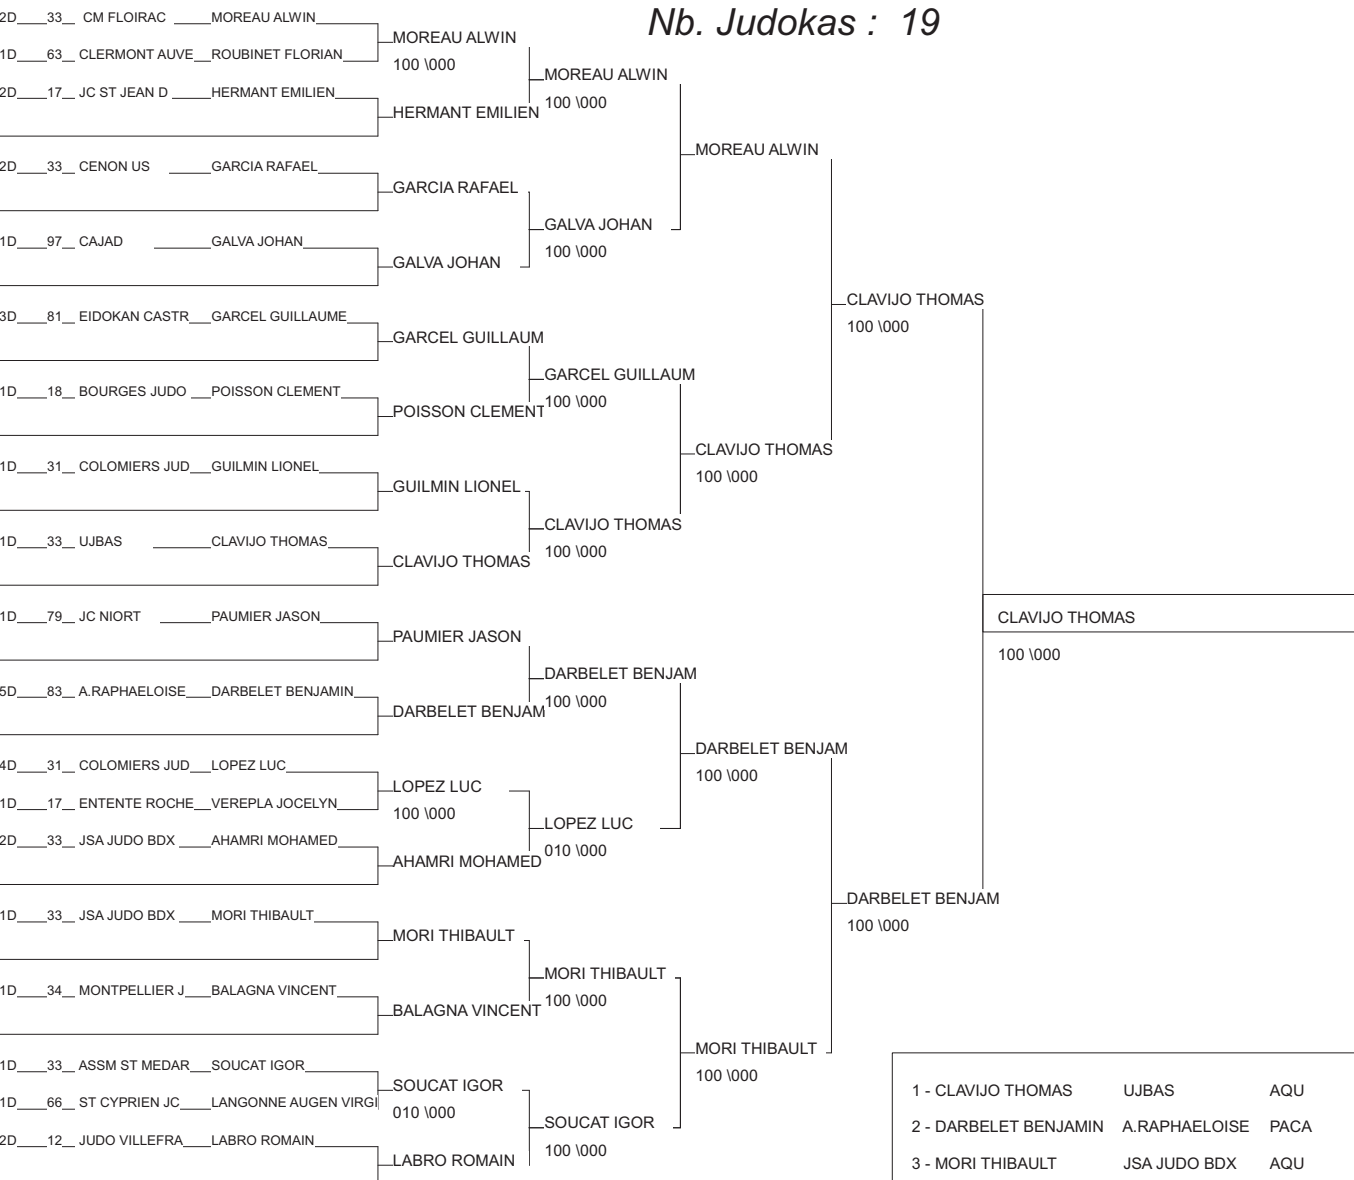 Nb. Judokas : 19
2D 33 CM FLOIRAC MOREAU ALWIN
1D 63 CLERMONT AUVE ROUBINET FLORIAN
2D 17 JC ST JEAN D HERMANT EMILIEN
2D 33 CENON US GARCIA RAFAEL
1D 97 CAJAD GALVA JOHAN
3D 81 EIDOKAN CASTR GARCEL GUILLAUME
1D 18 BOURGES JUDO POISSON CLEMENT
1D 31 COLOMIERS JUD GUILMIN LIONEL
1D 33 UJBAS CLAVIJO THOMAS
1D 79 JC NIORT PAUMIER JASON
5D 83 A.RAPHAELOISE DARBELET BENJAMIN
4D 31 COLOMIERS JUD LOPEZ LUC
1D 17 ENTENTE ROCHE VEREPLA JOCELYN
2D 33 JSA JUDO BDX AHAMRI MOHAMED
1D 33 JSA JUDO BDX MORI THIBAULT
1D 34 MONTPELLIER J BALAGNA VINCENT
1D 33 ASSM ST MEDAR SOUCAT IGOR
1D 66 ST CYPRIEN JC LANGONNE AUGEN VIRGI
2D 12 JUDO VILLEFRA LABRO ROMAIN
MOREAU ALWIN
100 \000
HERMANT EMILIEN
GARCIA RAFAEL
GALVA JOHAN
GARCEL GUILLAUM
POISSON CLEMENT
GUILMIN LIONEL
CLAVIJO THOMAS
PAUMIER JASON
DARBELET BENJAM
LOPEZ LUC
100 \000
AHAMRI MOHAMED
MORI THIBAULT
BALAGNA VINCENT
SOUCAT IGOR
010 \000
LABRO ROMAIN
MOREAU ALWIN
100 \000
GALVA JOHAN
100 \000
GARCEL GUILLAUM
100 \000
CLAVIJO THOMAS
100 \000
DARBELET BENJAM
100 \000
LOPEZ LUC
010 \000
MORI THIBAULT
100 \000
SOUCAT IGOR
100 \000
MOREAU ALWIN
CLAVIJO THOMAS
100 \000
DARBELET BENJAM
100 \000
MORI THIBAULT
100 \000
CLAVIJO THOMAS
100 \000
DARBELET BENJAM
100 \000
CLAVIJO THOMAS
100 \000
1 - CLAVIJO THOMAS UJBAS AQU
2 - DARBELET BENJAMIN A.RAPHAELOISE PACA
3 - MORI THIBAULT JSA JUDO BDX AQU